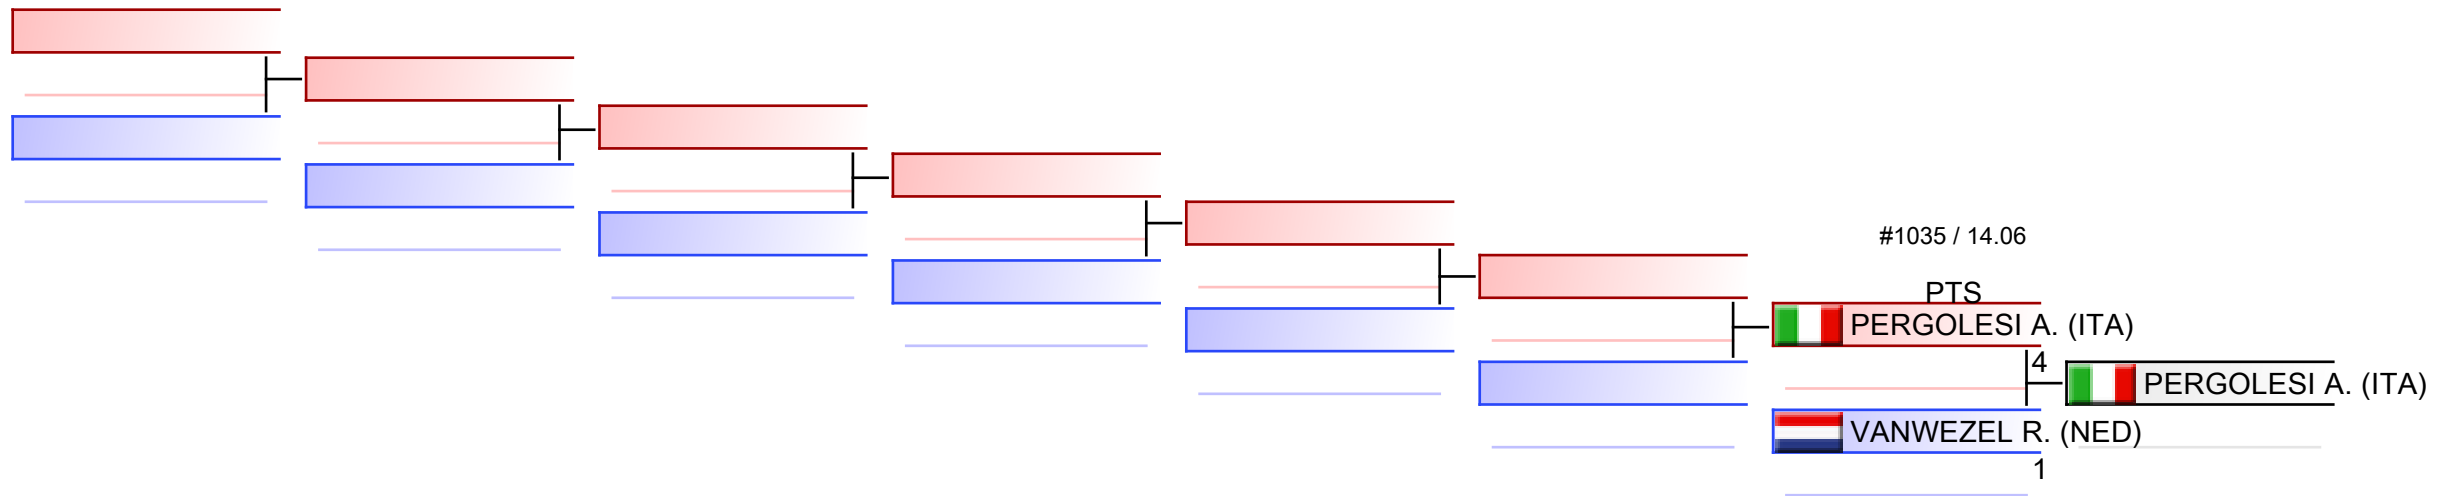 #1035 / 14.06
PTS
PERGOLESI A. (ITA)
4
PERGOLESI A. (ITA)
VANWEZEL R. (NED)
1